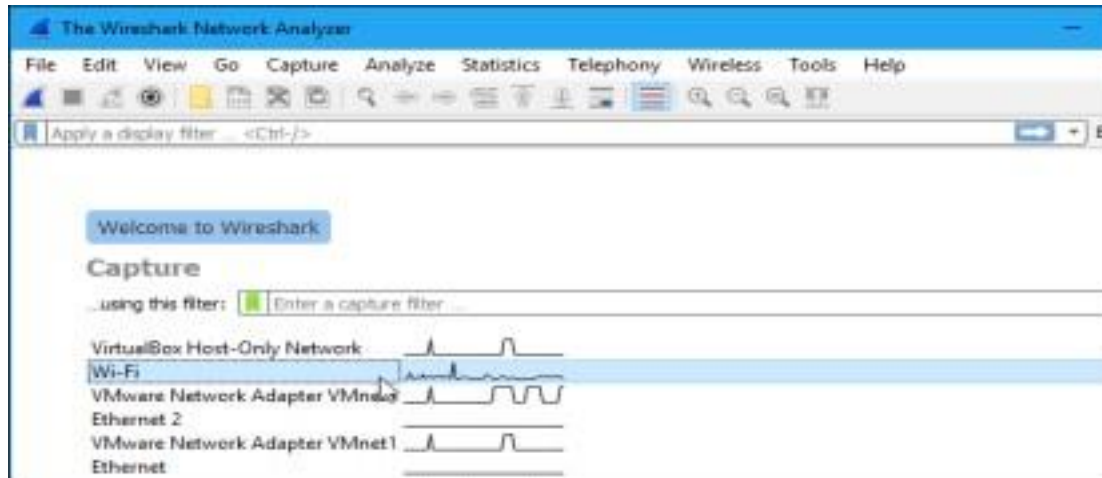 The Wireshark Network Analyzer
File Edit View Go Capture Analyze Statistics Telephony Wireless Tools Help
Apply a display filter ... <Ctrl-/>
Welcome to Wireshark
Capture
...using this filter: Enter a capture filter ...
VirtualBox Host-Only Network
Wi-Fi
VMware Network Adapter
Ethernet 2
VMware Network Adapter VMnet1
Ethernet